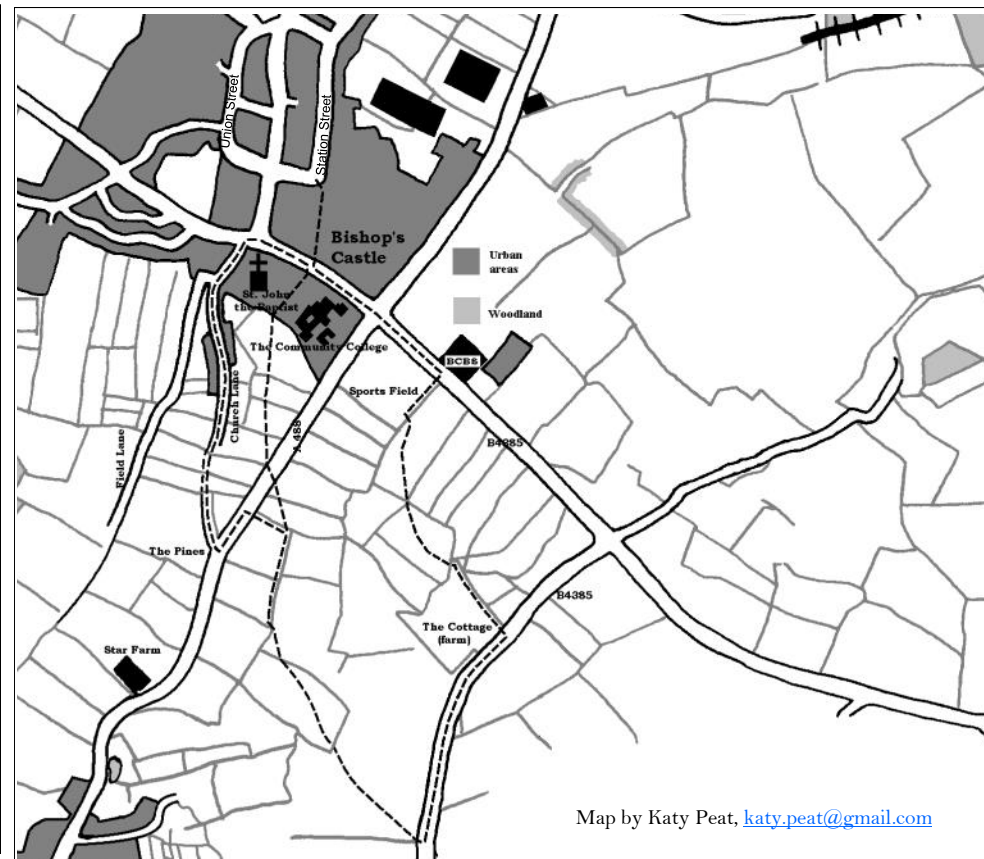 Union Street
Station Street
Bishop's
Castle
Urban
areas
St. John
the Baptist
Woodland
The Community College
BCBS
Sports Field
Church Lane
Field Lane
A 488
B4385
The Pines
B4385
The Cottage
(farm)
Star Farm
Map by Katy Peat, katy.peat@gmail.com